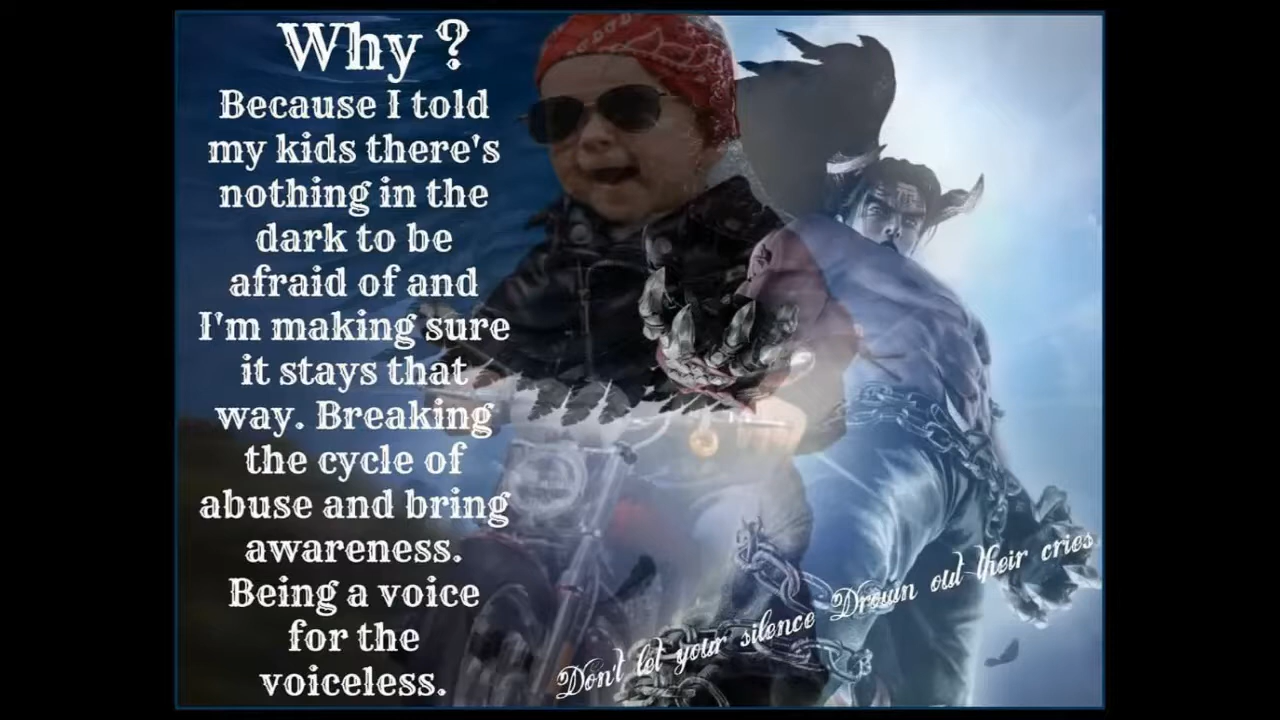 Why?
Because I told
my kids there's
nothing in the
dark to be
afraid of and
I'm making sure
it stays that
way. Breaking
the cycle of
abuse and bring
awareness.
Being a voice
for the
voiceless.
Don't let your silence Drown out their cries